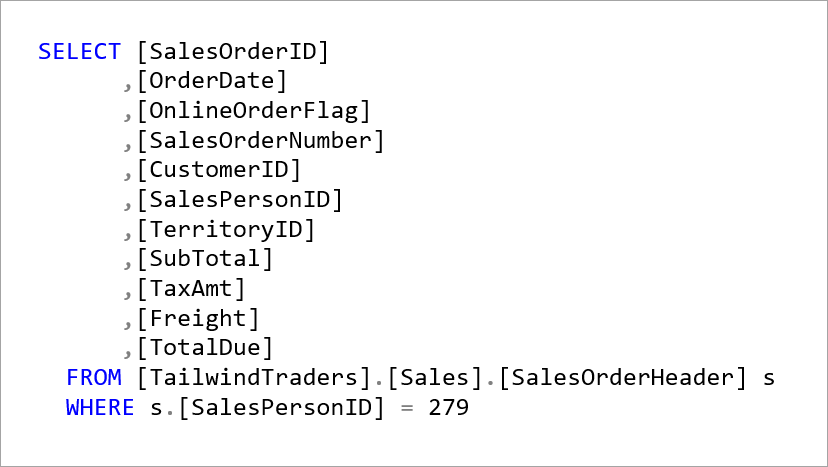 SELECT [SalesOrderID]
,[OrderDate]
,[OnlineOrderFlag]
,[SalesOrderNumber]
,[CustomerID]
,[SalesPersonID]
,[TerritoryID]
,[SubTotal]
,[TaxAmt]
,[Freight]
,[TotalDue]
FROM [TailwindTraders].[Sales].[SalesOrderHeader] s
WHERE s.[SalesPersonID] = 279